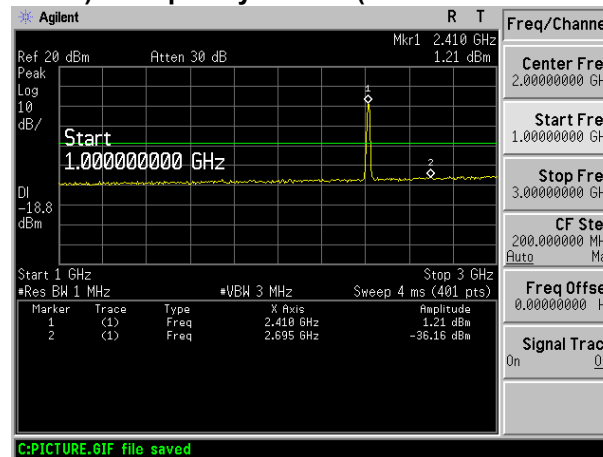 Agilent R T
Mkr1 2.410 GHz
Ref 20 dBm Atten 30 dB 1.21 dBm
Peak
Log
10
dB/
1
2
Start
1.000000000 GHz
DI
-18.8
dBm
Start 1 GHz Stop 3 GHz
#Res BW 1 MHz #VBW 3 MHz Sweep 4 ms (401 pts)
Marker Trace Type X Axis Amplitude
1 (1) Freq 2.410 GHz 1.21 dBm
2 (1) Freq 2.695 GHz -36.16 dBm
C:PICTURE.GIF file saved
Freq/Channe
Center Fre
2.00000000 GH
Start Fre
1.00000000 GH
Stop Fre
3.00000000 GH
CF Ste
200.000000 MH
Auto Ma
Freq Offse
0.00000000 H
Signal Trac
On O